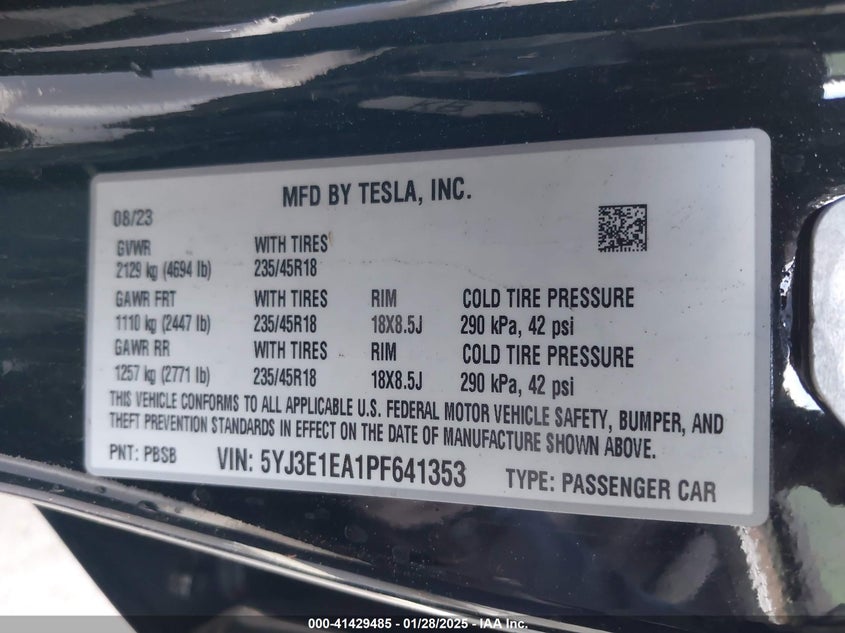 MFD BY TESLA, INC.
08/23
GVWR WITH TIRES
2129 kg (4694 lb) 235/45R18
GAWR FRT WITH TIRES RIM COLD TIRE PRESSURE
1110 kg (2447 lb) 235/45R18 18X8.5J 290 kPa, 42 psi
GAWR RR WITH TIRES RIM COLD TIRE PRESSURE
1257 kg (2771 lb) 235/45R18 18X8.5J 290 kPa, 42 psi
THIS VEHICLE CONFORMS TO ALL APPLICABLE U.S. FEDERAL MOTOR VEHICLE SAFETY, BUMPER, AND
THEFT PREVENTION STANDARDS IN EFFECT ON THE DATE OF MANUFACTURE SHOWN ABOVE.
PNT: PBSB VIN: 5YJ3E1EA1PF641353 TYPE: PASSENGER CAR
000-41429485 - 01/28/2025 - IAA Inc.